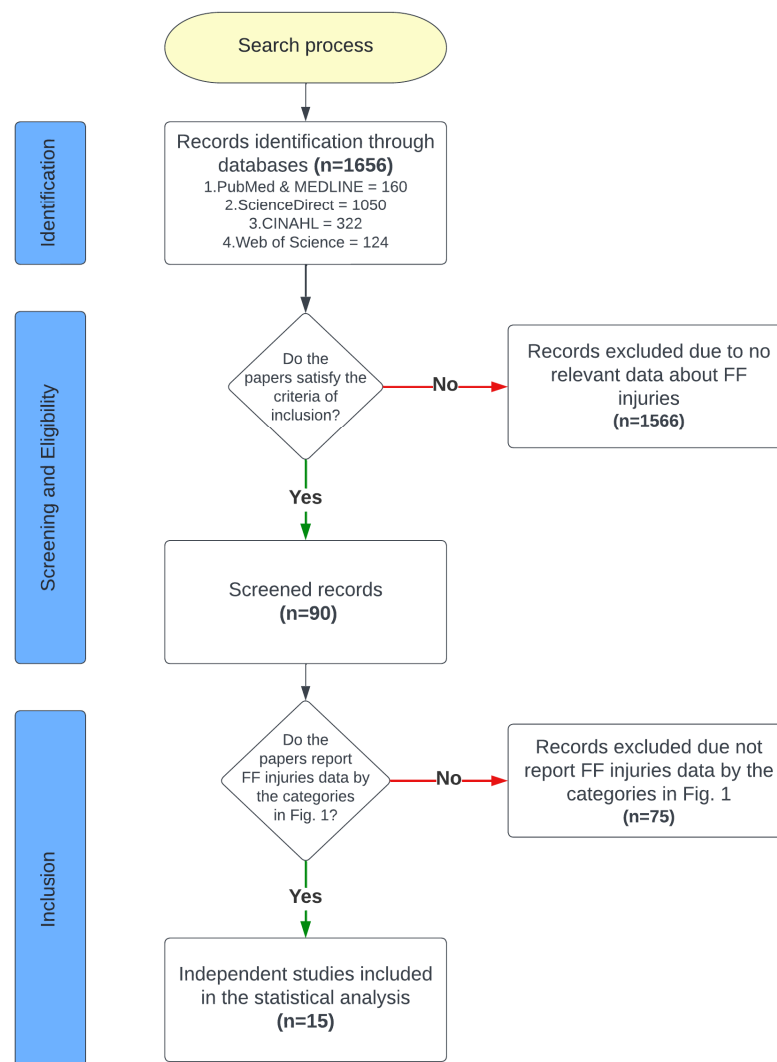 Search process
Identification
Records identification through
databases (n=1656)
1.PubMed & MEDLINE = 160
2.ScienceDirect = 1050
3.CINAHL = 322
4.Web of Science = 124
Screening and Eligibility
Do the
papers satisfy the
criteria of
inclusion?
No
Records excluded due to no
relevant data about FF
injuries
(n=1566)
Yes
Screened records
(n=90)
Inclusion
Do the
papers report
FF injuries data by
the categories
in Fig. 1?
No
Records excluded due not
report FF injuries data by the
categories in Fig. 1
(n=75)
Yes
Independent studies included
in the statistical analysis
(n=15)